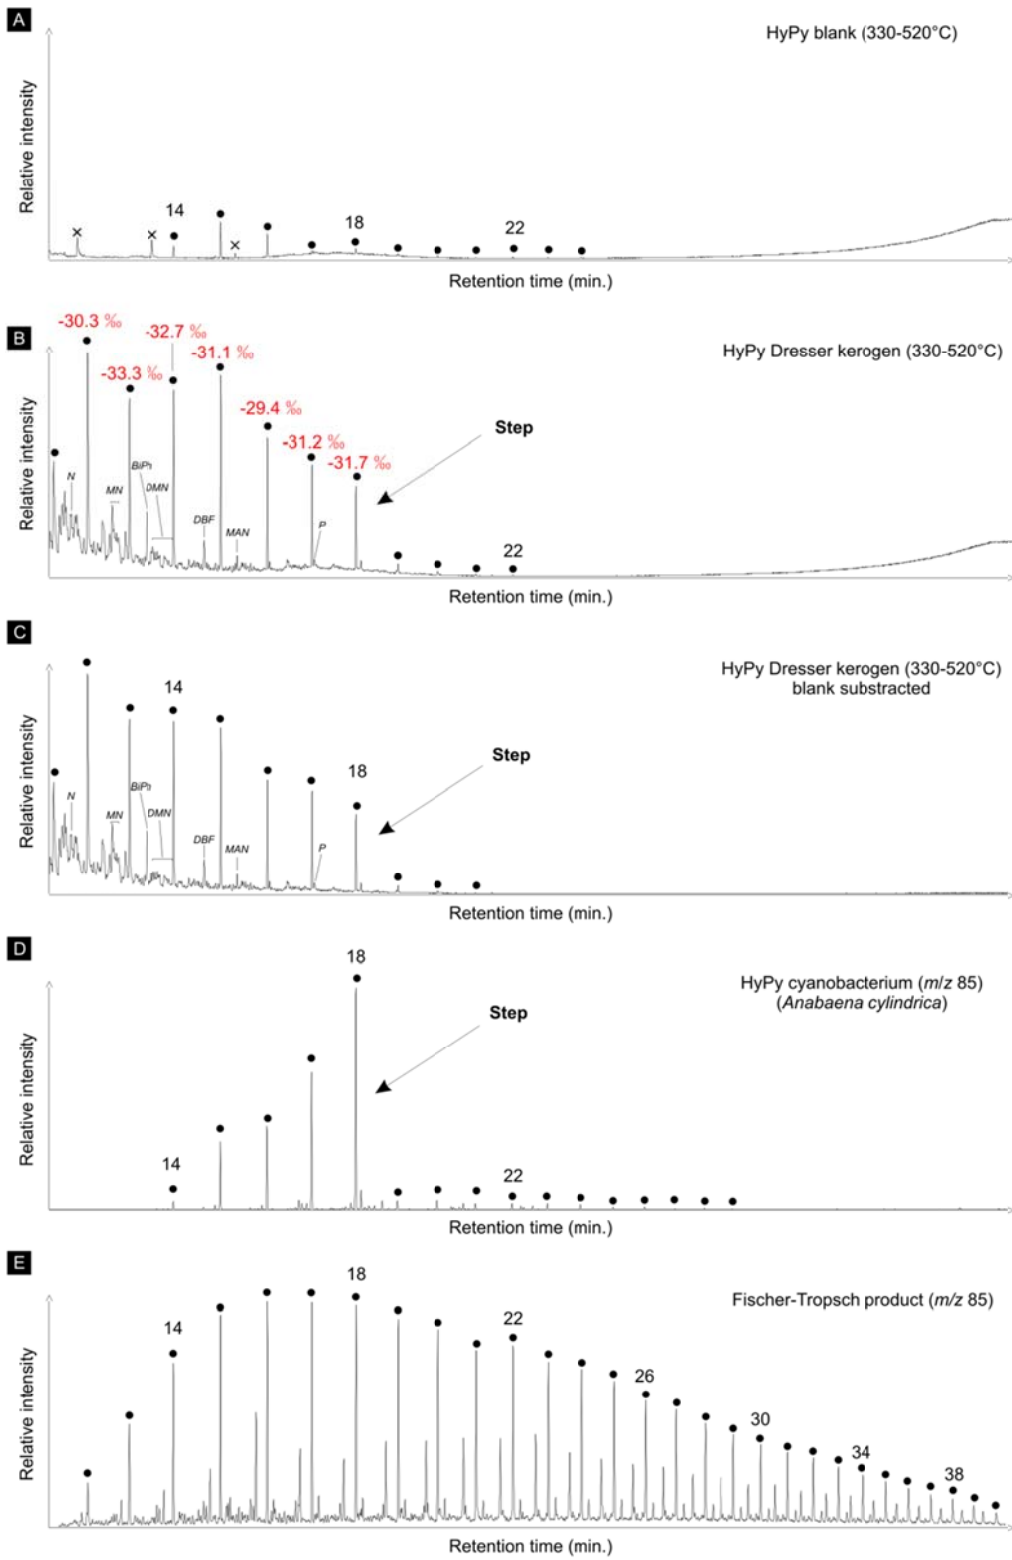 A
HyPy blank (330-520°C)
Relative intensity
14
18
22
Retention time (min.)
B
HyPy Dresser kerogen (330-520°C)
Relative intensity
-30.3 ‰
-33.3 ‰
-32.7 ‰
-31.1 ‰
-29.4 ‰
-31.2 ‰
-31.7 ‰
Step
N
MN
BiPh
DMN
DBF
MAN
P
22
Retention time (min.)
C
HyPy Dresser kerogen (330-520°C)
blank substracted
Relative intensity
14
18
Step
N
MN
BiPh
DMN
DBF
MAN
P
Retention time (min.)
D
HyPy cyanobacterium (m/z 85)
(Anabaena cylindrica)
Relative intensity
14
18
22
Step
Retention time (min.)
E
Fischer-Tropsch product (m/z 85)
Relative intensity
14
18
22
26
30
34
38
Retention time (min.)